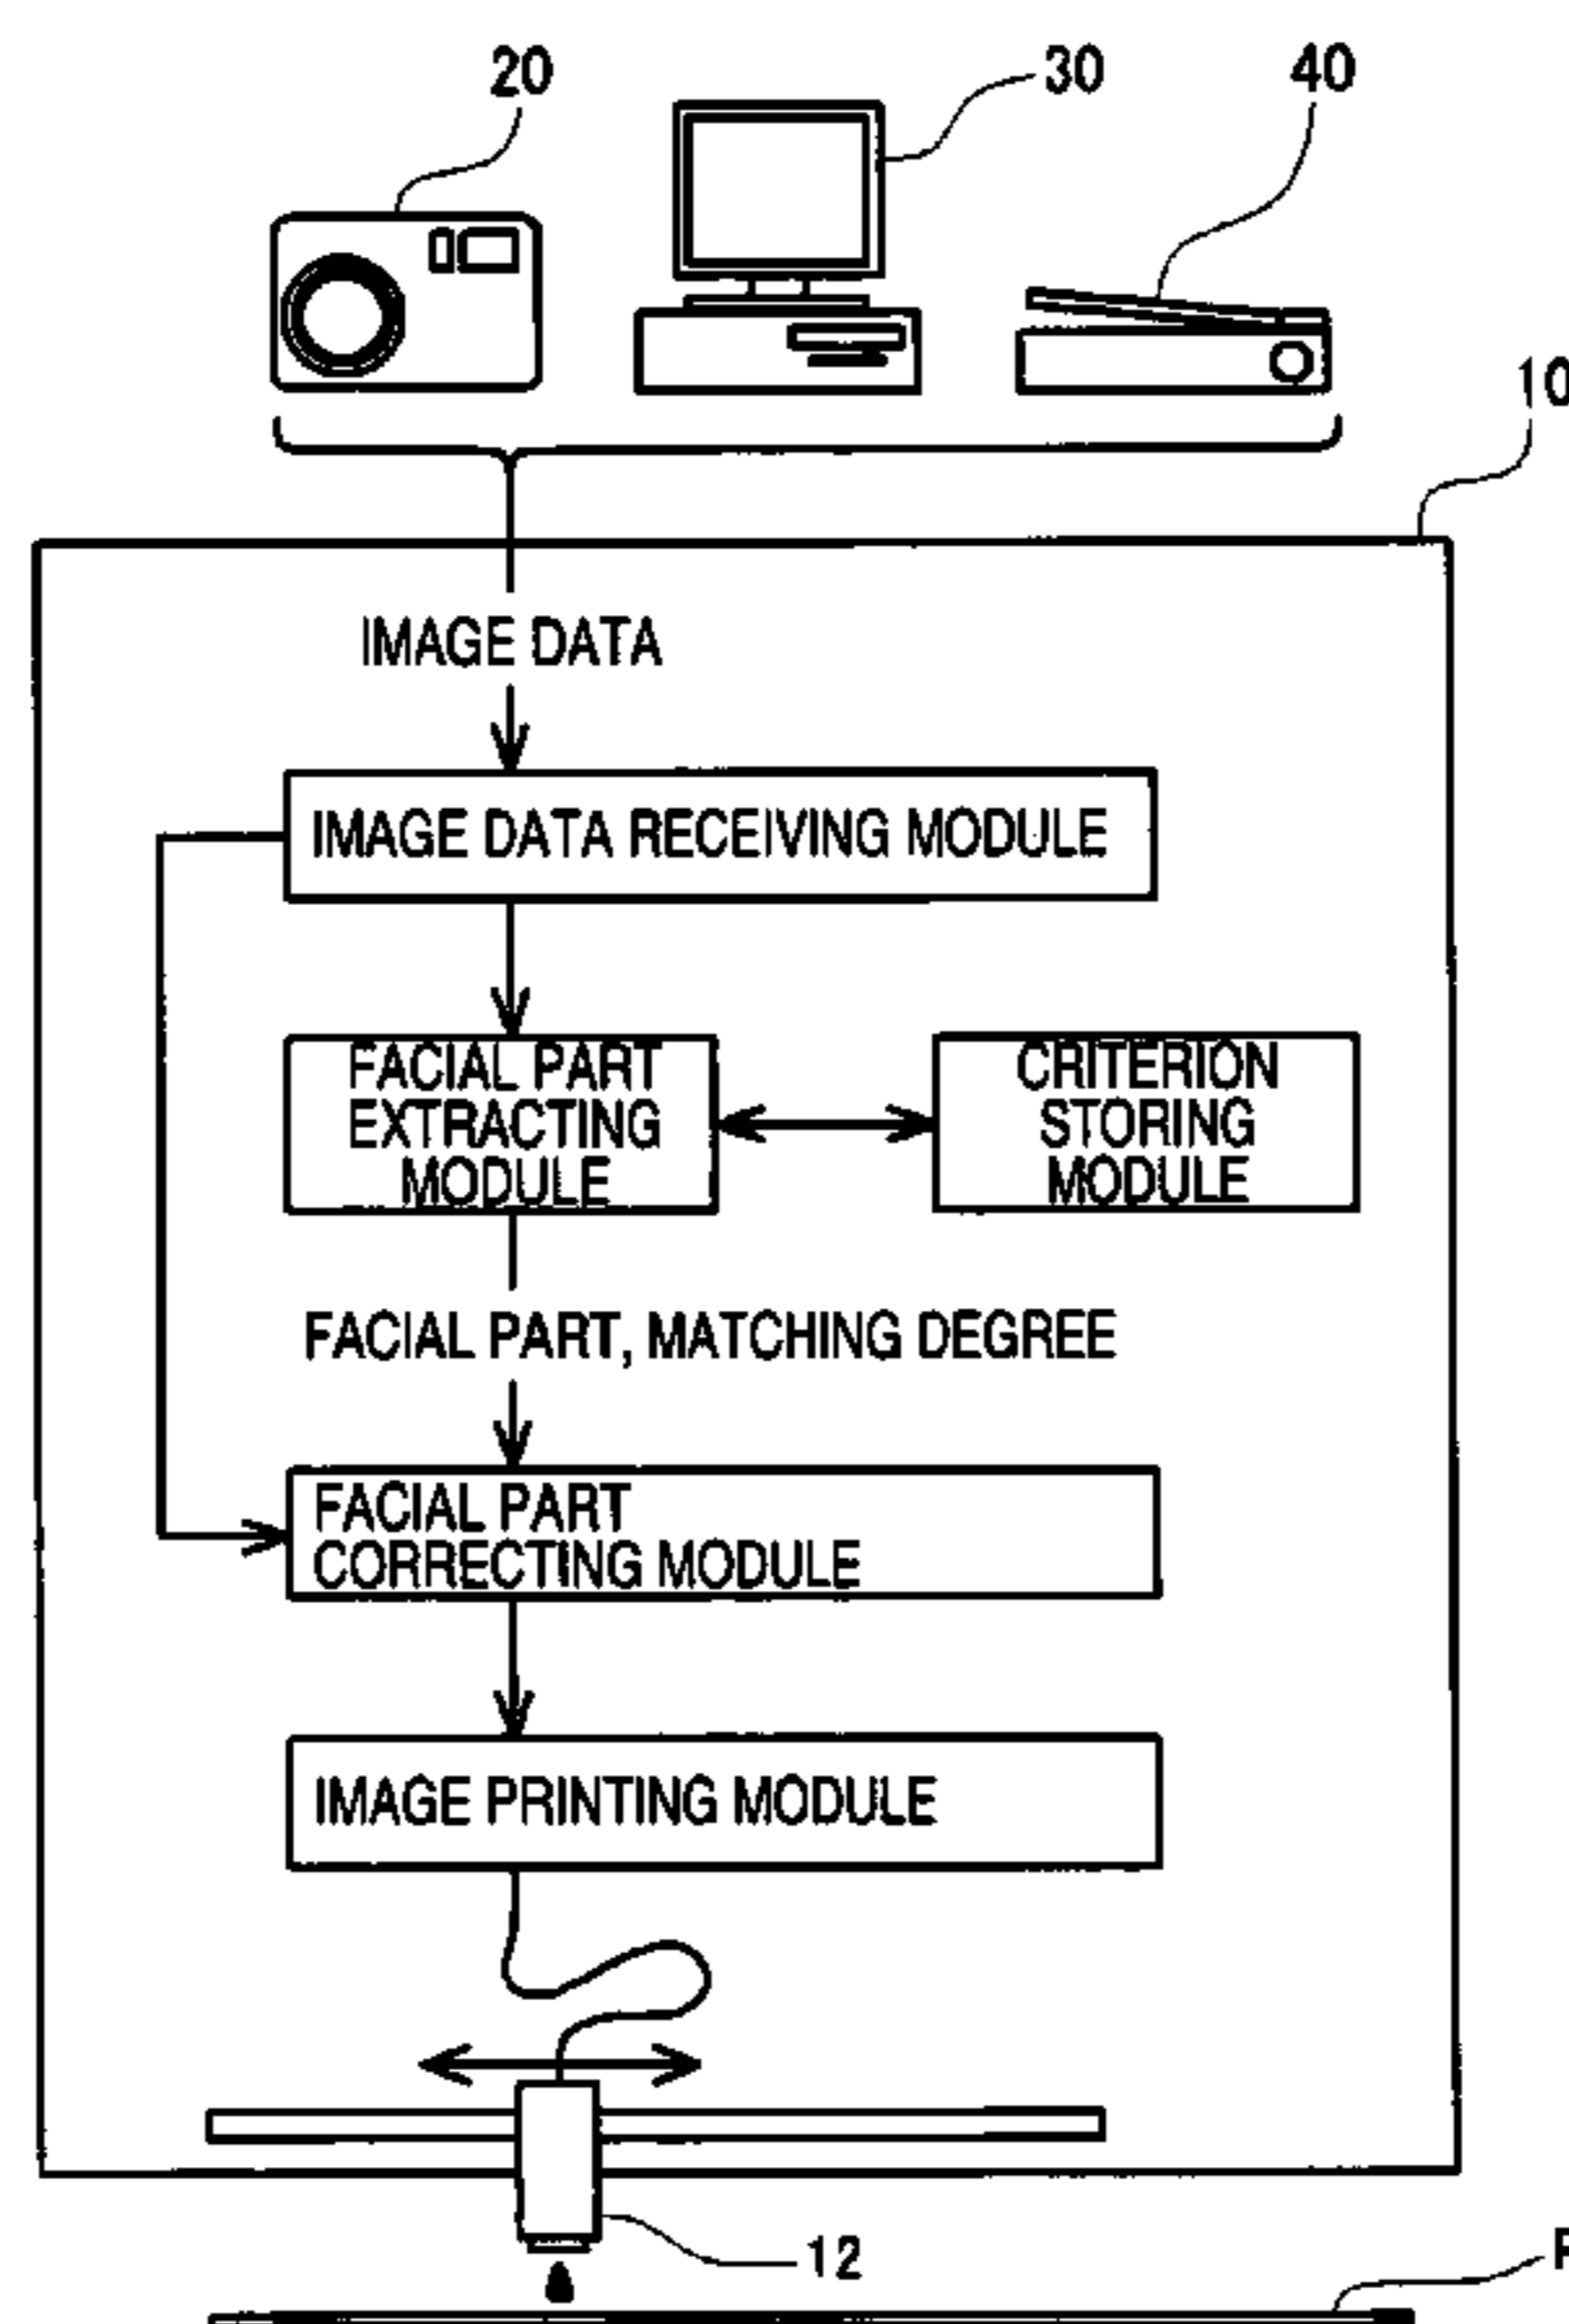 20
30
40
10
IMAGE DATA
IMAGE DATA RECEIVING MODULE
FACIAL PART
EXTRACTING
MODULE
CRITERION
STORING
MODULE
FACIAL PART, MATCHING DEGREE
FACIAL PART
CORRECTING MODULE
IMAGE PRINTING MODULE
12